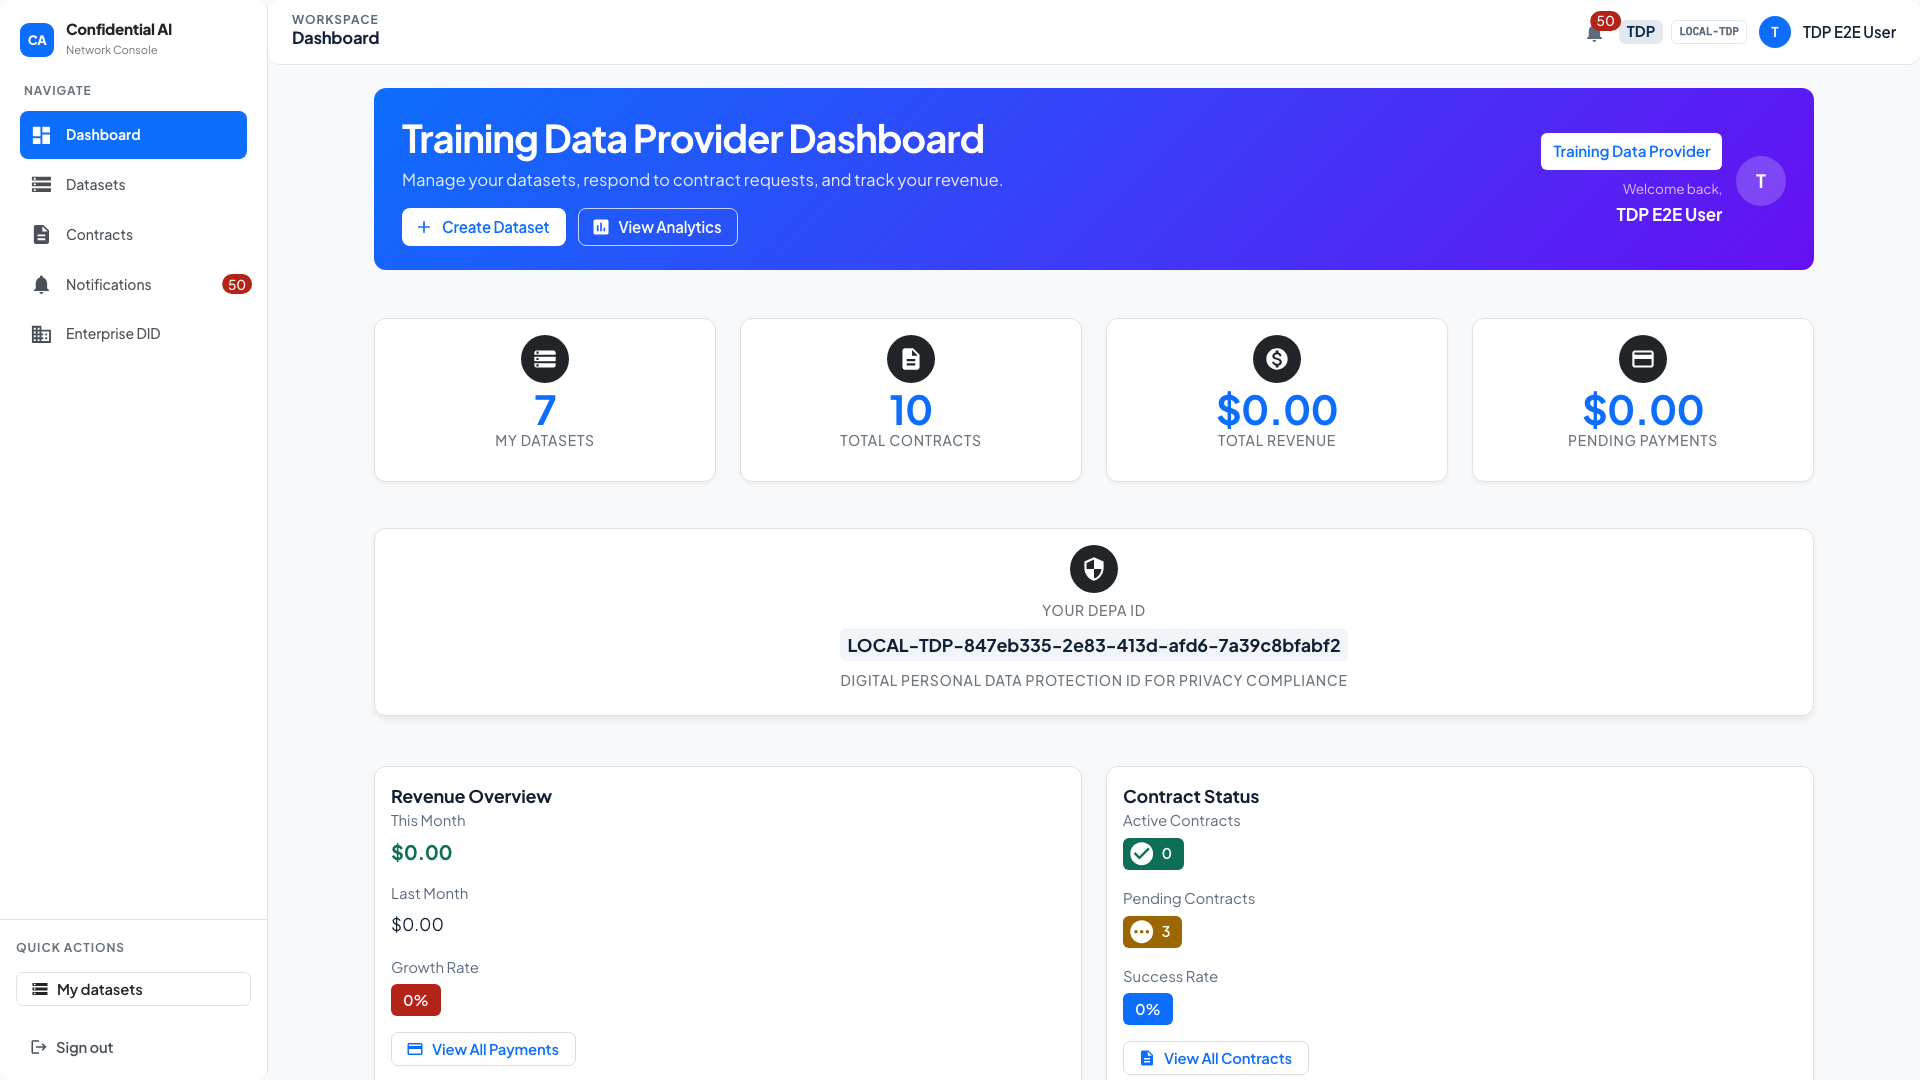 CA
Confidential AI
Network Console
NAVIGATE
Dashboard
Datasets
Contracts
Notifications
50
Enterprise DID
QUICK ACTIONS
My datasets
Sign out
WORKSPACE
Dashboard
50
TDP
LOCAL-TDP
T
TDP E2E User
Training Data Provider Dashboard
Manage your datasets, respond to contract requests, and track your revenue.
Create Dataset
View Analytics
Training Data Provider
Welcome back,
TDP E2E User
T
7
MY DATASETS
10
TOTAL CONTRACTS
$0.00
TOTAL REVENUE
$0.00
PENDING PAYMENTS
YOUR DEPA ID
LOCAL-TDP-847eb335-2e83-413d-afd6-7a39c8bfabf2
DIGITAL PERSONAL DATA PROTECTION ID FOR PRIVACY COMPLIANCE
Revenue Overview
This Month
$0.00
Last Month
$0.00
Growth Rate
0%
View All Payments
Contract Status
Active Contracts
0
Pending Contracts
3
Success Rate
0%
View All Contracts